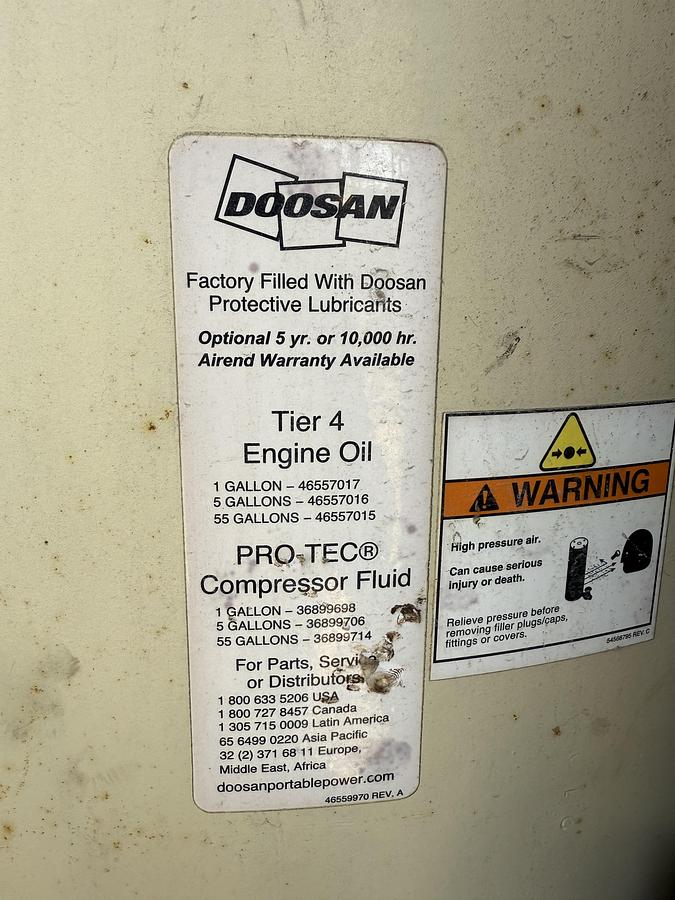 DOOSAN
Factory Filled With Doosan
Protective Lubricants
Optional 5 yr. or 10,000 hr.
Airend Warranty Available
Tier 4
Engine Oil
1 GALLON – 46557017
5 GALLONS – 46557016
55 GALLONS – 46557015
PRO-TEC®
Compressor Fluid
1 GALLON – 36899698
5 GALLONS – 36899706
55 GALLONS – 36899714
For Parts, Service
or Distributors
1 800 633 5206 USA
1 800 727 8457 Canada
1 305 715 0009 Latin America
65 6499 0220 Asia Pacific
32 (2) 371 68 11 Europe,
Middle East, Africa
doosanportablepower.com
46559970 REV. A
WARNING
High pressure air.
Can cause serious
injury or death.
Relieve pressure before
removing filler plugs/caps,
fittings or covers.
54566795 REV. C